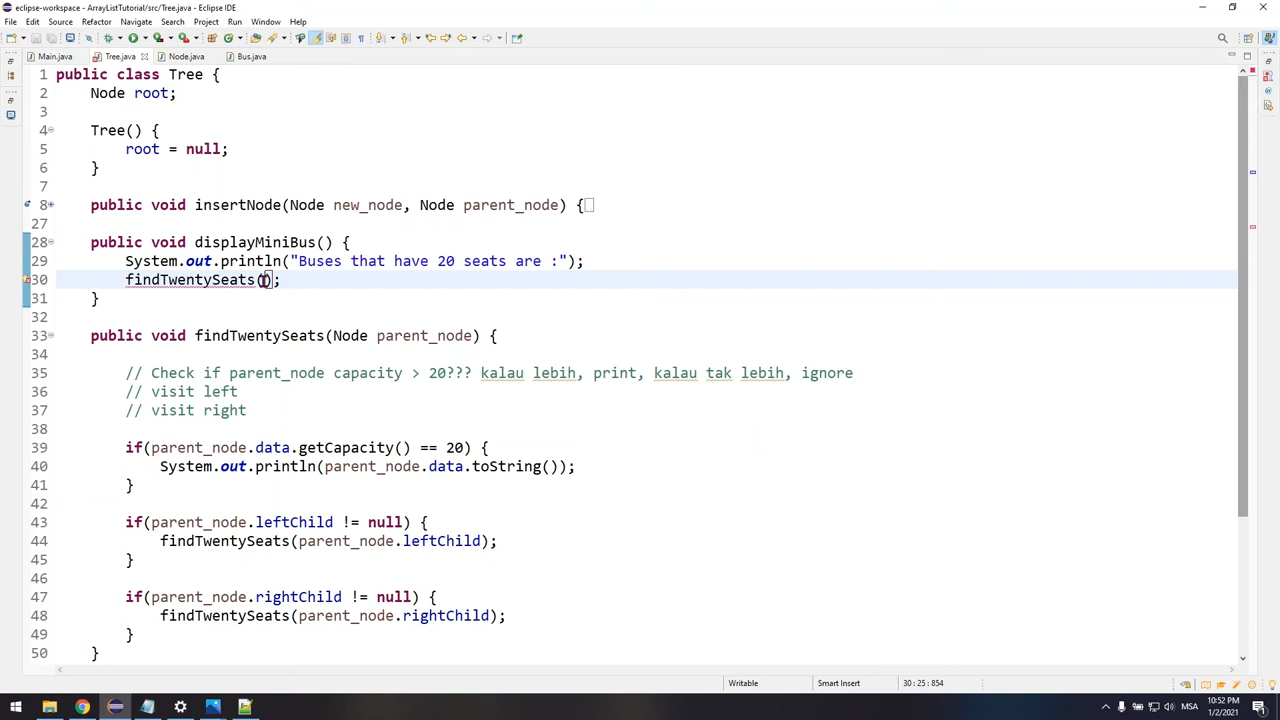 eclipse-workspace - ArrayListTutorial/src/Tree.java - Eclipse IDE
File Edit Source Refactor Navigate Search Project Run Window Help
Main.java Tree.java Node.java Bus.java
1 public class Tree {
2 Node root;
3
4 Tree() {
5 root = null;
6 }
7
8 public void insertNode(Node new_node, Node parent_node) {
27
28 public void displayMiniBus() {
29 System.out.println("Buses that have 20 seats are :");
30 findTwentySeats();
31 }
32
33 public void findTwentySeats(Node parent_node) {
34
35 // Check if parent_node capacity > 20??? kalau lebih, print, kalau tak lebih, ignore
36 // visit left
37 // visit right
38
39 if(parent_node.data.getCapacity() == 20) {
40 System.out.println(parent_node.data.toString());
41 }
42
43 if(parent_node.leftChild != null) {
44 findTwentySeats(parent_node.leftChild);
45 }
46
47 if(parent_node.rightChild != null) {
48 findTwentySeats(parent_node.rightChild);
49 }
50 }
Writable Smart Insert 30 : 25 : 854
MSA 10:52 PM
1/2/2021